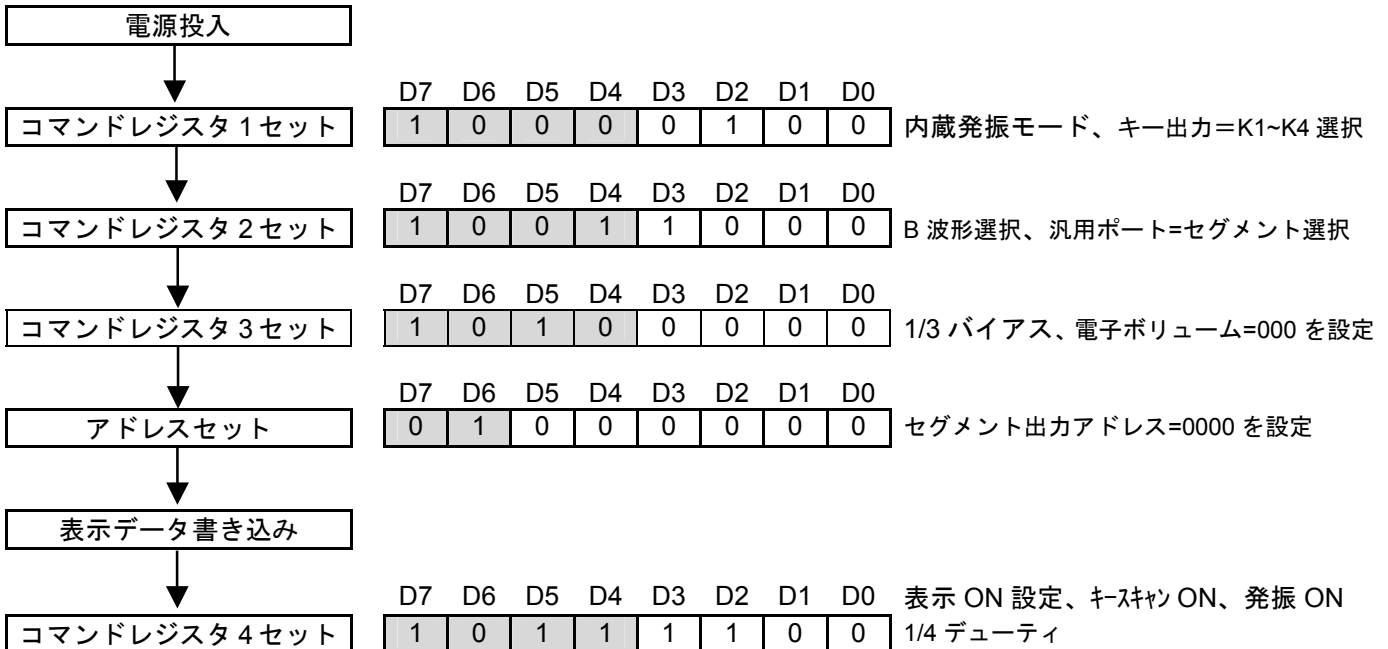 電源投入
D7 D6 D5 D4 D3 D2 D1 D0
コマンドレジスタ 1 セット 1 0 0 0 0 1 0 0 内蔵発振モード、キー出力＝K1~K4 選択
D7 D6 D5 D4 D3 D2 D1 D0
コマンドレジスタ 2 セット 1 0 0 1 1 0 0 0 B 波形選択、汎用ポート=セグメント選択
D7 D6 D5 D4 D3 D2 D1 D0
コマンドレジスタ 3 セット 1 0 1 0 0 0 0 0 1/3 バイアス、電子ボリューム=000 を設定
D7 D6 D5 D4 D3 D2 D1 D0
アドレスセット 0 1 0 0 0 0 0 0 セグメント出力アドレス=0000 を設定
表示データ書き込み
D7 D6 D5 D4 D3 D2 D1 D0 表示 ON 設定、ｷｰｽｷｬﾝ ON、発振 ON
コマンドレジスタ 4 セット 1 0 1 1 1 1 0 0 1/4 デューティ